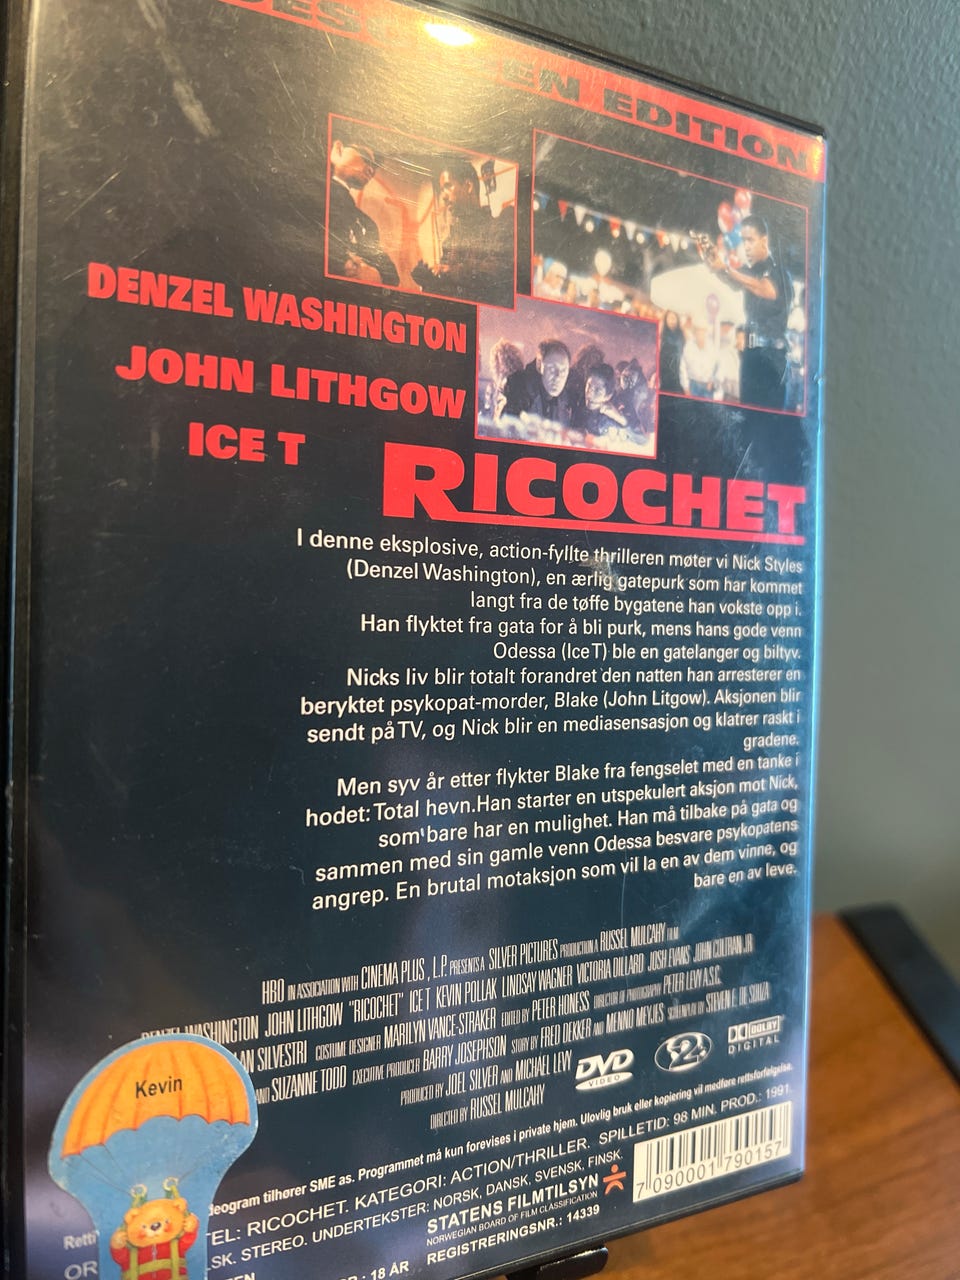 EDITION
DENZEL WASHINGTON
JOHN LITHGOW
ICE T
RICOCHET
I denne eksplosive, action-fyllte thrilleren møter vi Nick Styles
(Denzel Washington), en ærlig gatepurk som har kommet
langt fra de tøffe bygatene han vokste opp i.
Han flyktet fra gata for å bli purk, mens hans gode venn
Odessa (Ice T) ble en gatelanger og biltyv.
Nicks liv blir totalt forandret den natten han arresterer en
beryktet psykopat-morder, Blake (John Litgow). Aksjonen blir
sendt på TV, og Nick blir en mediasensasjon og klatrer raskt i
gradene.
Men syv år etter flykter Blake fra fengselet med en tanke i
hodet: Total hevn.Han starter en utspekulert aksjon mot Nick,
som bare har en mulighet. Han må tilbake på gata og
sammen med sin gamle venn Odessa besvare psykopatens
angrep. En brutal motaksjon som vil la en av dem vinne, og
bare en av leve.
HBO IN ASSOCIATION WITH CINEMA PLUS, L.P. PRESENTS A SILVER PICTURES PRODUCTION A RUSSEL MULCAHY FILM
DENZEL WASHINGTON JOHN LITHGOW "RICOCHET" ICE T KEVIN POLLAK LINDSAY WAGNER VICTORIA DILLARD JOSH EVANS JOHN COLTRAN JR
AN SILVESTRI COSTUME DESIGNER MARILYN VANCE-STRAKER EDITED BY PETER HONESS DIRECTOR OF PHOTOGRAPHY PETER LEVY A.S.C.
AND SUZANNE TODD EXECUTIVE PRODUCER BARRY JOSEPHSON STORY BY FRED DEKKER AND MENNO MEYJES SCREENPLAY BY STEVEN E. DE SOUZA
PRODUCED BY JOEL SILVER AND MICHAEL LEVY
DIRECTED BY RUSSEL MULCAHY
DVD
VIDEO
2
DOLBY
DIGITAL
Kevin
Retti deogram tilhører SME as. Programmet må kun forevises i private hjem. Ulovlig bruk eller kopiering vil medføre rettsforfølgelse.
OR EL: RICOCHET. KATEGORI: ACTION/THRILLER. SPILLETID: 98 MIN. PROD.: 1991.
SK. STEREO. UNDERTEKSTER: NORSK, DANSK, SVENSK, FINSK.
18 ÅR
STATENS FILMTILSYN
NORWEGIAN BOARD OF FILM CLASSIFICATION
REGISTRERINGSNR.: 14339
7 090001 790157